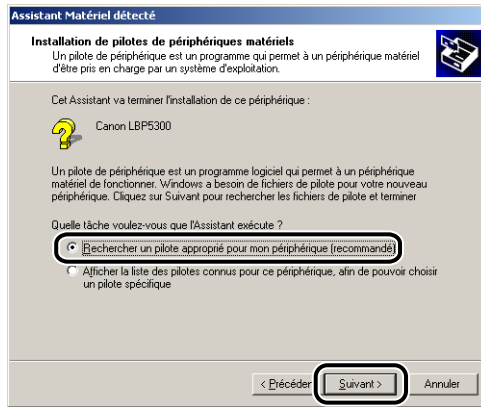 Assistant Matériel détecté
Installation de pilotes de périphériques matériels
Un pilote de périphérique est un programme qui permet à un périphérique matériel
d'être pris en charge par un système d'exploitation.
Cet Assistant va terminer l'installation de ce périphérique :
Canon LBP5300
Un pilote de périphérique est un programme logiciel qui permet à un périphérique
matériel de fonctionner. Windows a besoin de fichiers de pilote pour votre nouveau
périphérique. Cliquez sur Suivant pour rechercher les fichiers de pilote et terminer
Quelle tâche voulez-vous que l'Assistant exécute ?
Rechercher un pilote approprié pour mon périphérique (recommandé)
Afficher la liste des pilotes connus pour ce périphérique, afin de pouvoir choisir
un pilote spécifique
< Précéder Suivant > Annuler